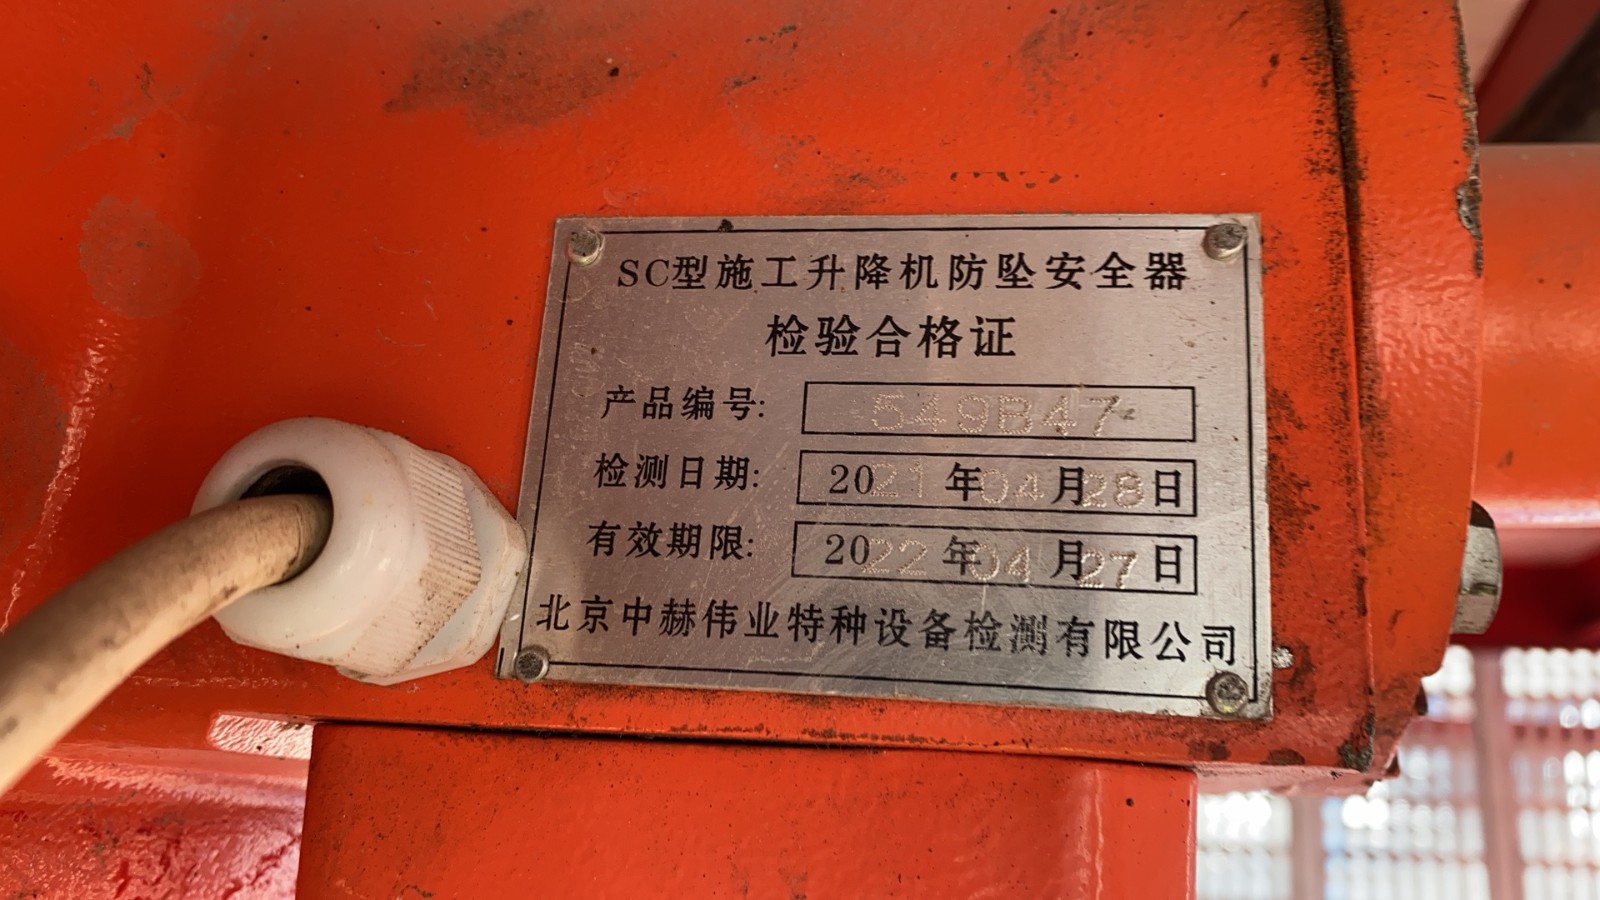 SC型施工升降机防坠安全器
检验合格证
产品编号: 549B47
检测日期: 2021年04月28日
有效期限: 2022年04月27日
北京中赫伟业特种设备检测有限公司